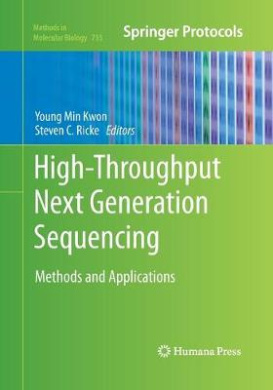 Methods in
Molecular Biology 733
Springer Protocols
Young Min Kwon
Steven C. Ricke Editors
High-Throughput
Next Generation
Sequencing
Methods and Applications
Humana Press